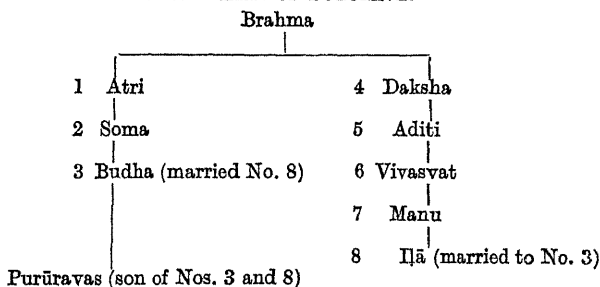 Brahma
1 Atri 4 Daksha
2 Soma 5 Aditi
3 Budha (married No. 8) 6 Vivasvat
7 Manu
8 Iḷā (married to No. 3)
Purūravas (son of Nos. 3 and 8)